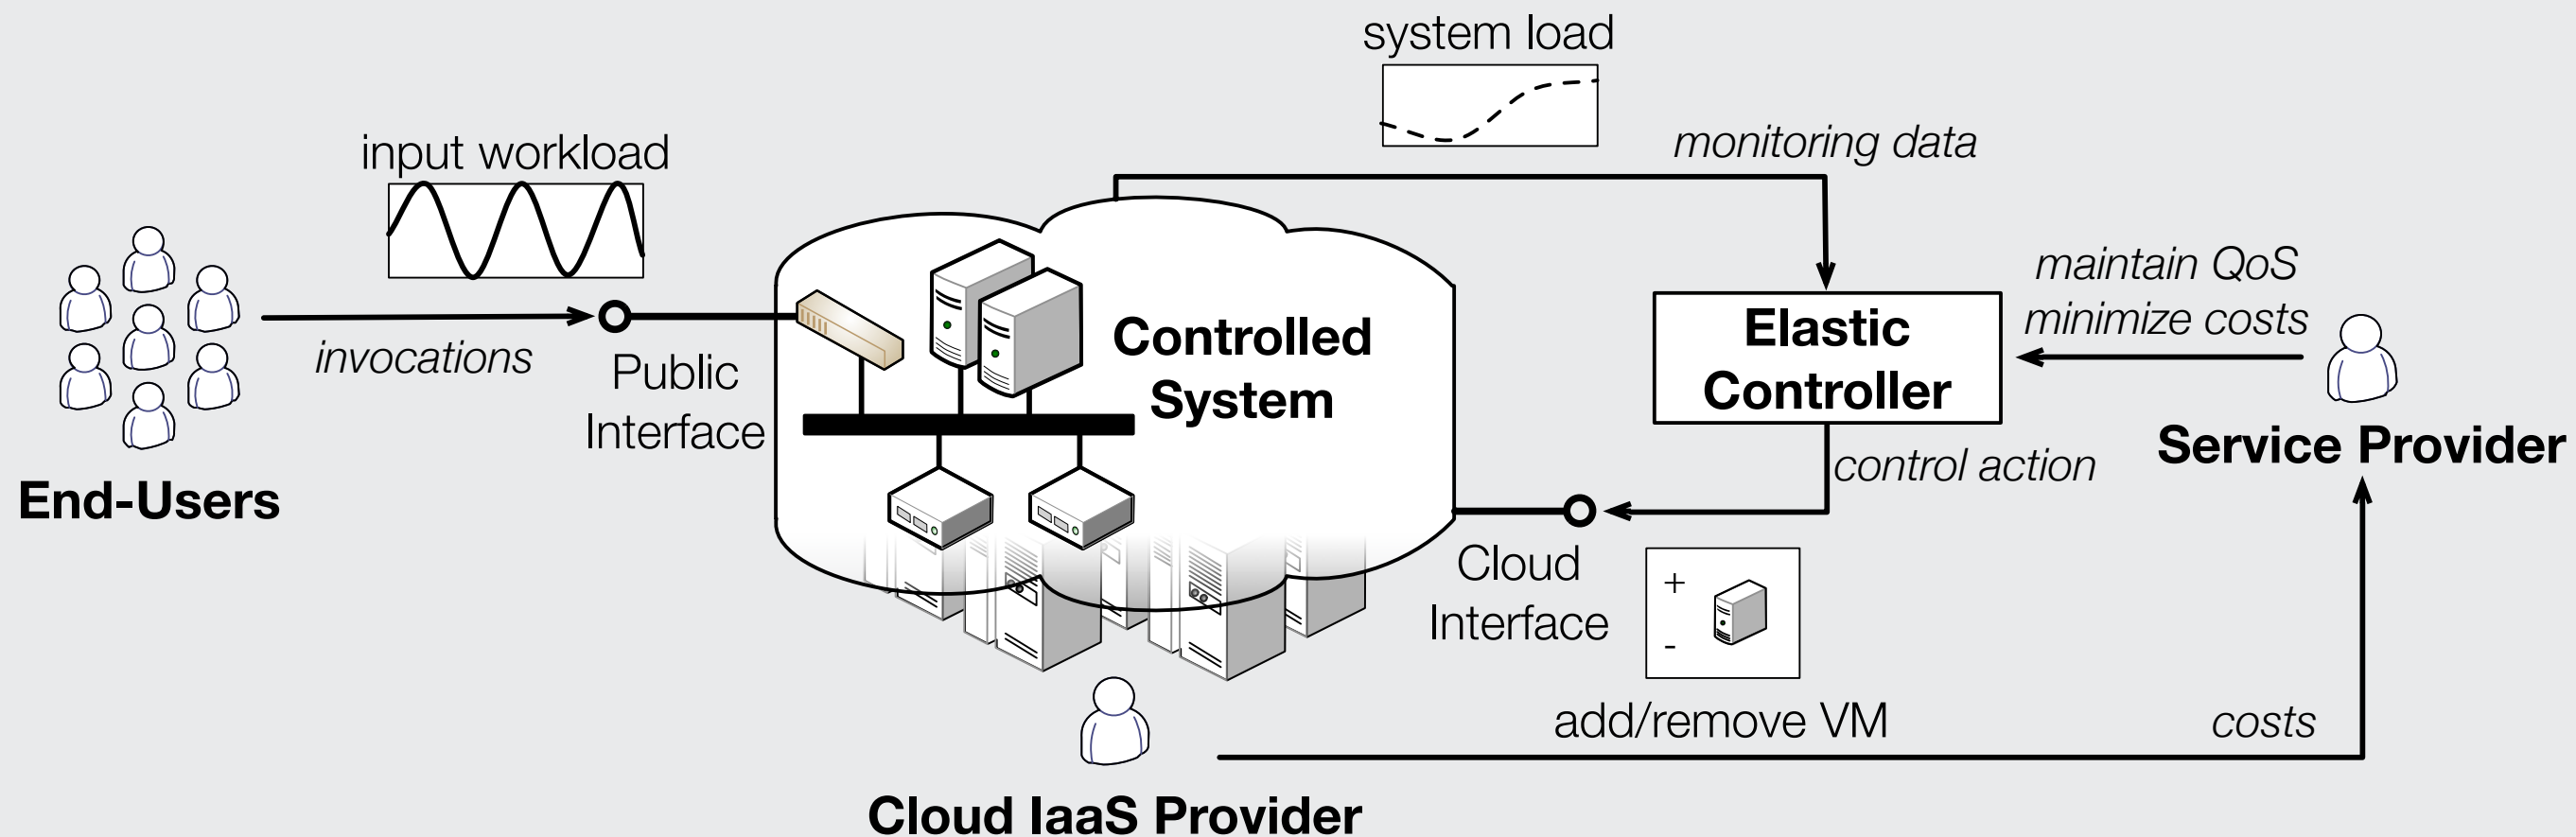 system load
monitoring data
input workload
invocations
Public
Interface
End-Users
Controlled
System
Elastic
Controller
maintain QoS
minimize costs
Service Provider
control action
Cloud
Interface
+
-
add/remove VM
costs
Cloud IaaS Provider